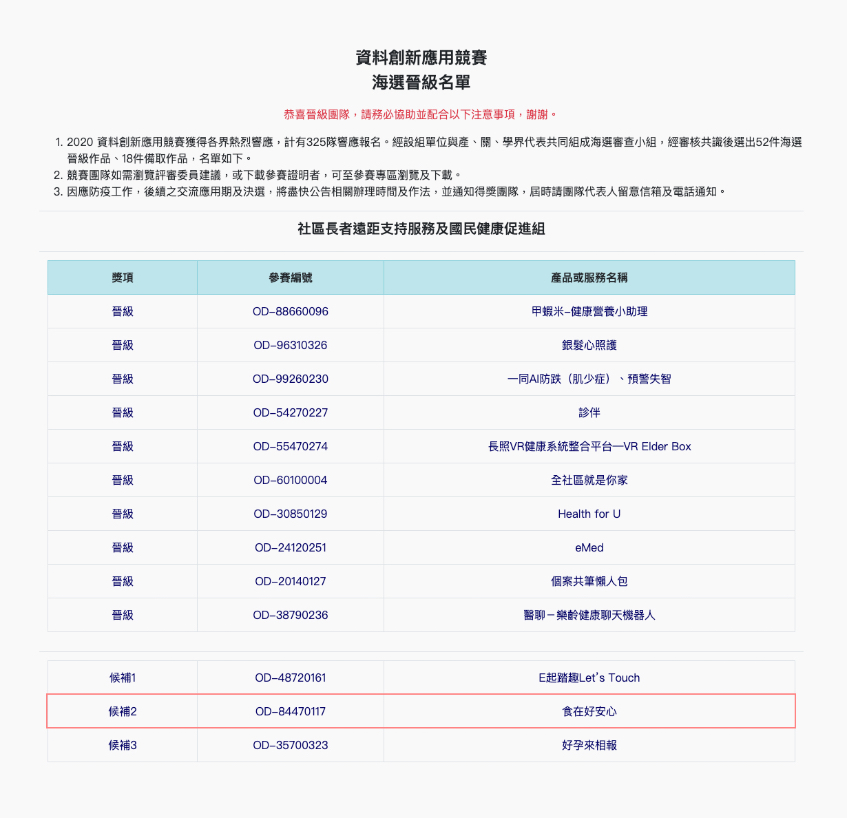 資料創新應用競賽
海選晉級名單
恭喜晉級團隊，請務必協助並配合以下注意事項，謝謝。
1. 2020 資料創新應用競賽獲得各界熱烈響應，計有325隊響應報名。經設組單位與產、關、學界代表共同組成海選審查小組，經審核共識後選出52件海選
晉級作品、18件備取作品，名單如下。
2. 競賽團隊如需瀏覽評審委員建議，或下載參賽證明者，可至參賽專區瀏覽及下載。
3. 因應防疫工作，後續之交流應用期及決選，將盡快公告相關辦理時間及作法，並通知得獎團隊，屆時請團隊代表人留意信箱及電話通知。
社區長者遠距支持服務及國民健康促進組
獎項 參賽編號 產品或服務名稱
晉級 OD-88660096 甲蝦米-健康營養小助理
晉級 OD-96310326 銀髮心照護
晉級 OD-99260230 一同AI防跌（肌少症）、預警失智
晉級 OD-54270227 診伴
晉級 OD-55470274 長照VR健康系統整合平台—VR Elder Box
晉級 OD-60100004 全社區就是你家
晉級 OD-30850129 Health for U
晉級 OD-24120251 eMed
晉級 OD-20140127 個案共筆懶人包
晉級 OD-38790236 醫聊－樂齡健康聊天機器人
候補1 OD-48720161 E起踏趣Let's Touch
候補2 OD-84470117 食在好安心
候補3 OD-35700323 好孕來相報